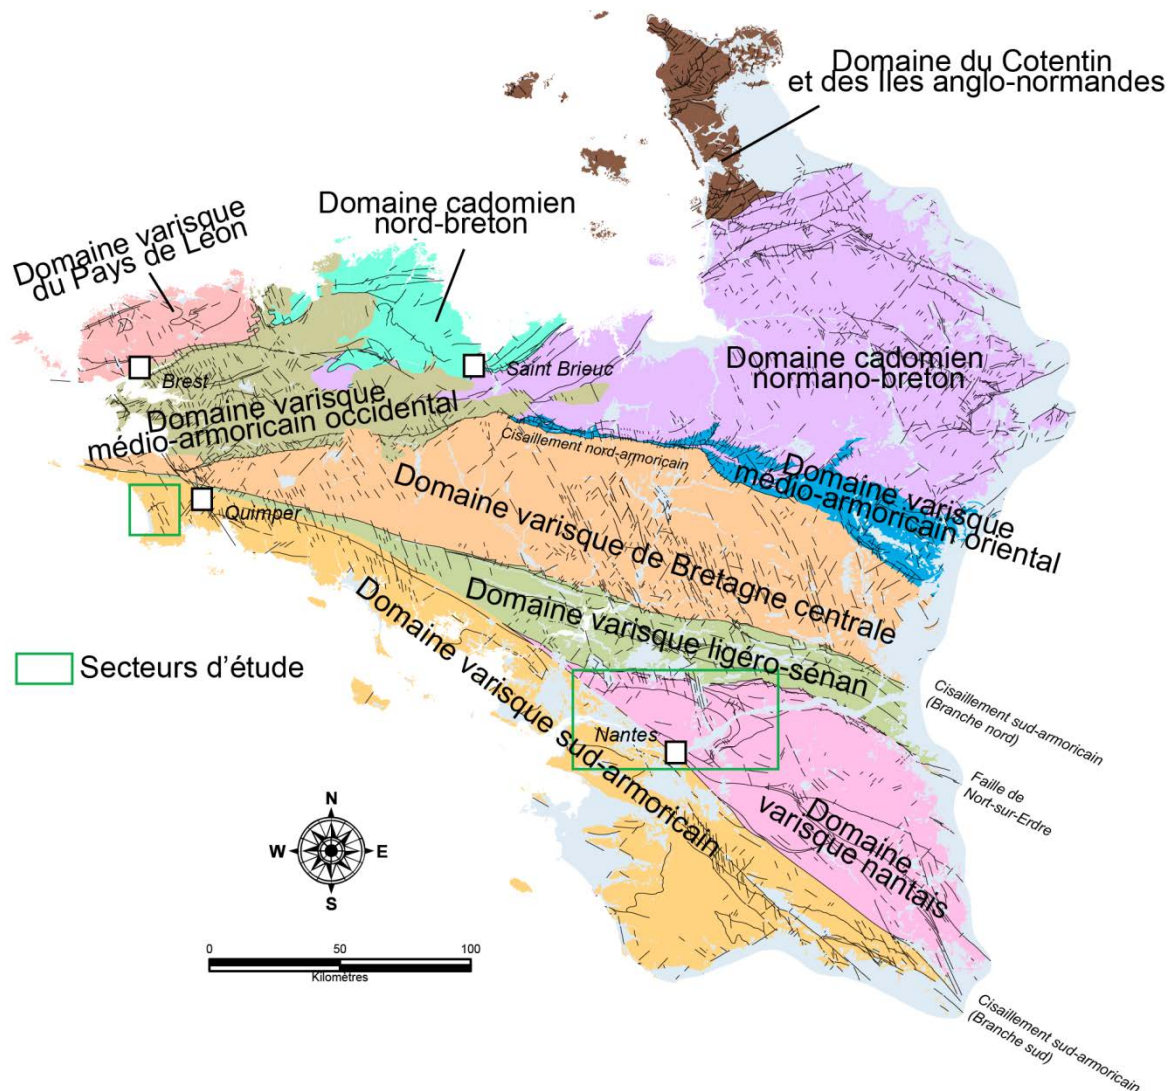 Domaine du Cotentin
et des Iles anglo-normandes
Domaine cadomien
nord-breton
Domaine varisque
du Pays de Léon
Brest
Saint Brieuc
Domaine cadomien
normano-breton
Domaine varisque
médio-armoricain occidental
Cisaillement nord-armoricain
Domaine varisque
médio-armoricain oriental
Quimper
Domaine varisque de Bretagne centrale
Domaine varisque ligéro-sénan
Domaine varisque sud-armoricain
Secteurs d'étude
Nantes
Cisaillement sud-armoricain
(Branche nord)
Faille de
Nort-sur-Erdre
Domaine
varisque nantais
N
W E
S
0 50 100
Kilomètres
Cisaillement sud-armoricain
(Branche sud)